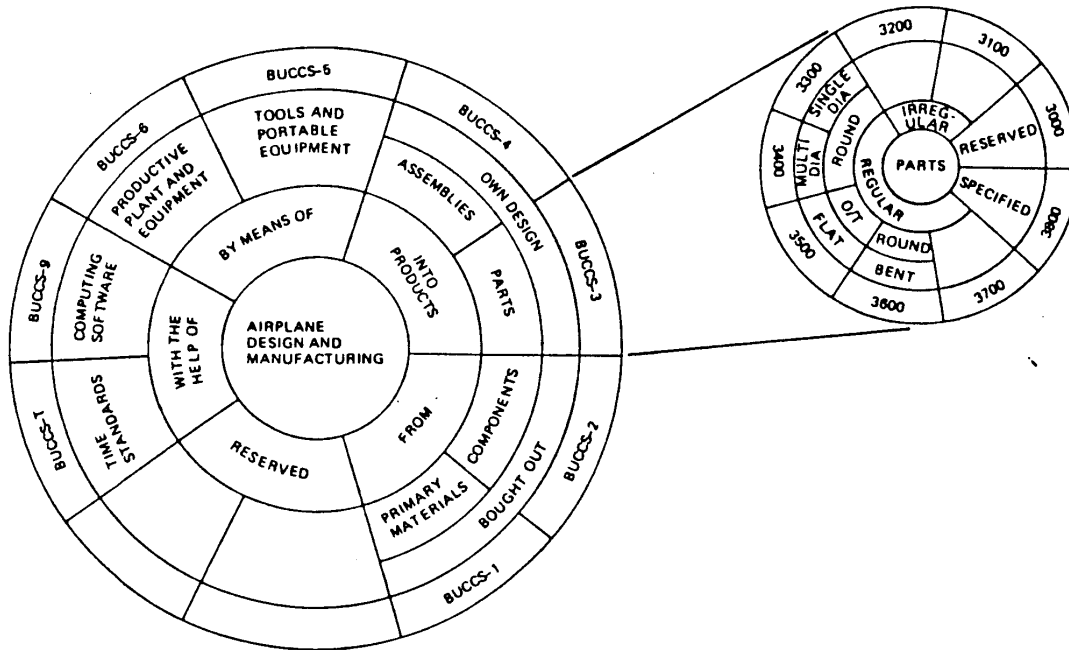 BUCCS-5
TOOLS AND
PORTABLE
EQUIPMENT
BUCCS-4
OWN DESIGN
ASSEMBLIES
BUCCS-6
PRODUCTIVE
PLANT AND
EQUIPMENT
BY MEANS OF
INTO
PRODUCTS
PARTS
BUCCS-3
BUCCS-9
COMPUTING
SOFTWARE
WITH THE
HELP OF
AIRPLANE
DESIGN AND
MANUFACTURING
BUCCS-T
TIME
STANDARDS
RESERVED
FROM
COMPONENTS
BUCCS-2
PRIMARY
MATERIALS
BOUGHT OUT
BUCCS-1
3200
3100
3300
SINGLE
DIA
IRREG-
ULAR
3000
RESERVED
3400
MULTI
DIA
ROUND
REGULAR
PARTS
SPECIFIED
3800
3500
FLAT
O/T
ROUND
BENT
3600
3700